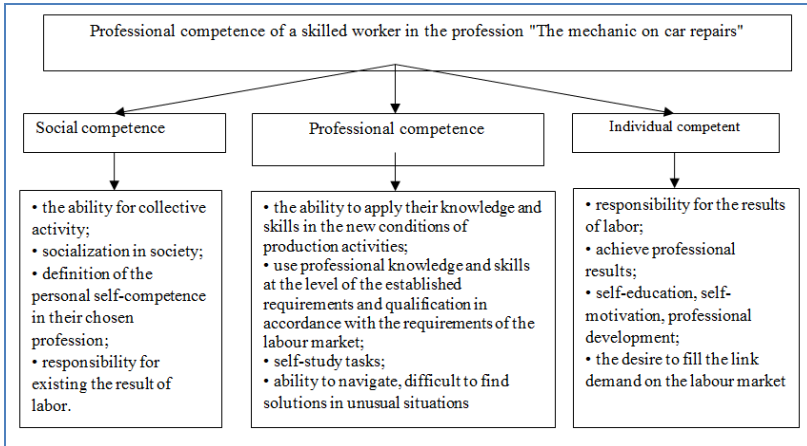 Professional competence of a skilled worker in the profession "The mechanic on car repairs"
Social competence
Professional competence
Individual competent
• the ability for collective
activity;
• socialization in society;
• definition of the
personal self-competence
in their chosen
profession;
• responsibility for
existing the result of
labor.
• the ability to apply their knowledge and
skills in the new conditions of
production activities;
• use professional knowledge and skills
at the level of the established
requirements and qualification in
accordance with the requirements of the
labour market;
• self-study tasks;
• ability to navigate, difficult to find
solutions in unusual situations
• responsibility for the results
of labor;
• achieve professional
results;
• self-education, self-
motivation, professional
development;
• the desire to fill the link
demand on the labour market